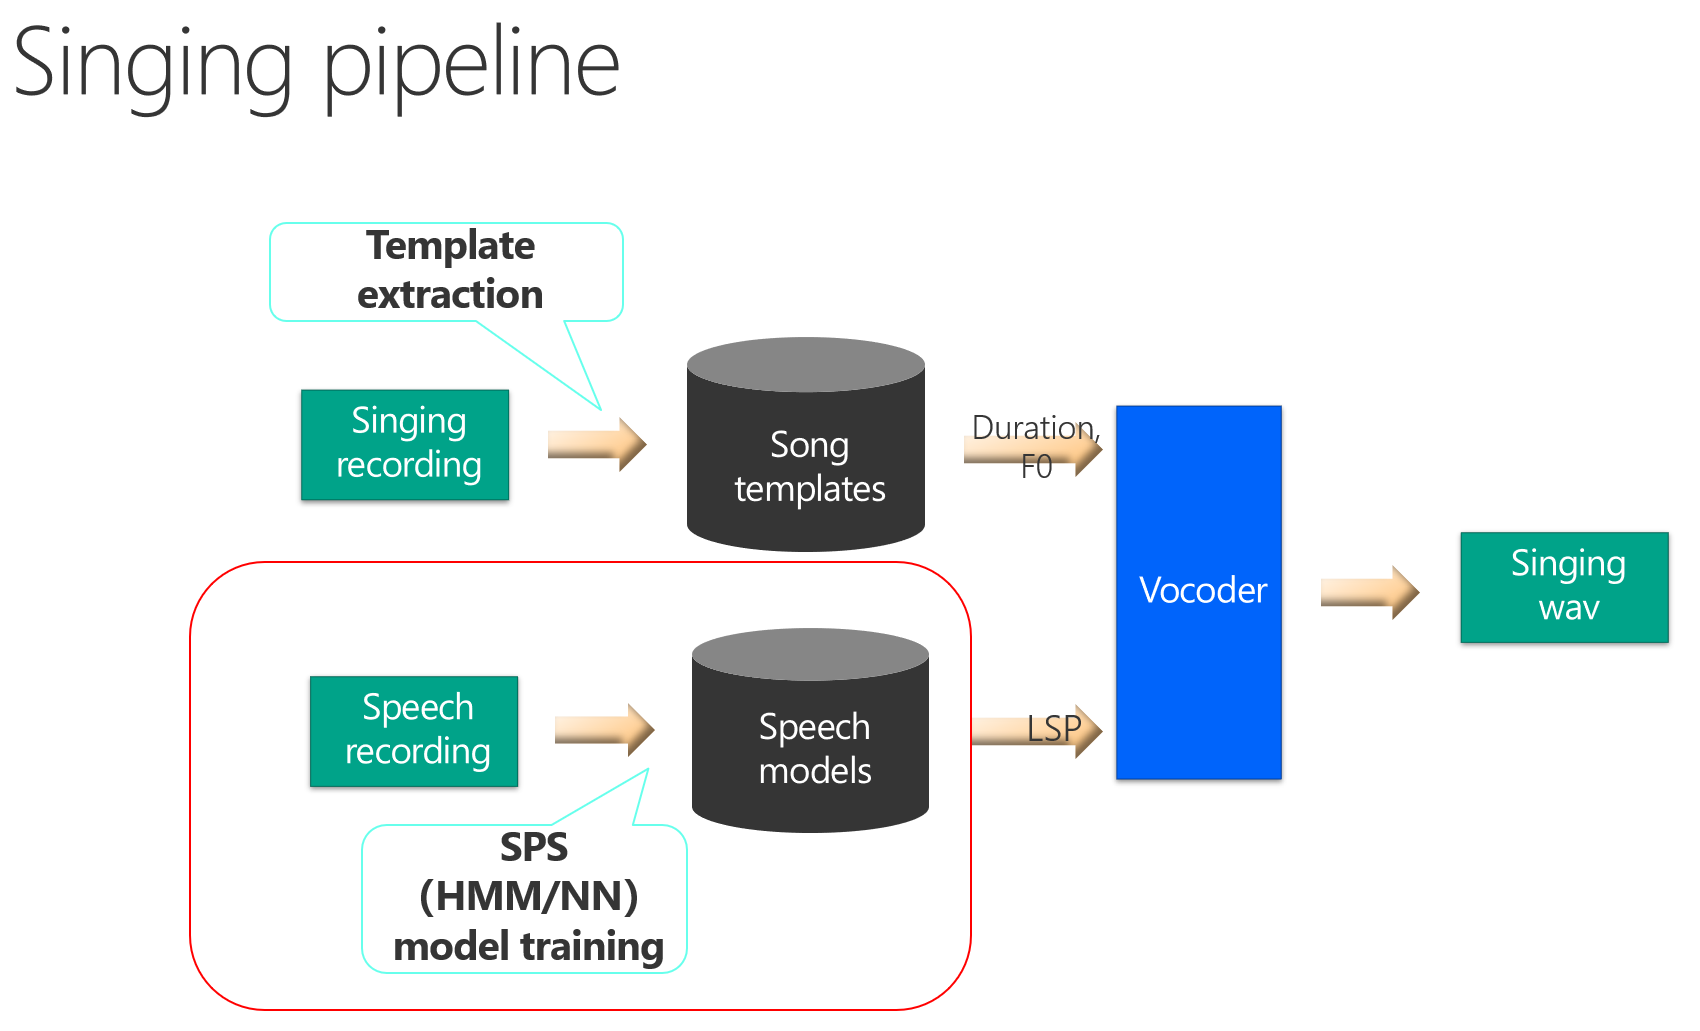 Singing pipeline
Template
extraction
Singing
recording
Song
templates
Duration,
F0
Vocoder
Singing
wav
Speech
recording
Speech
models
LSP
SPS
(HMM/NN)
model training